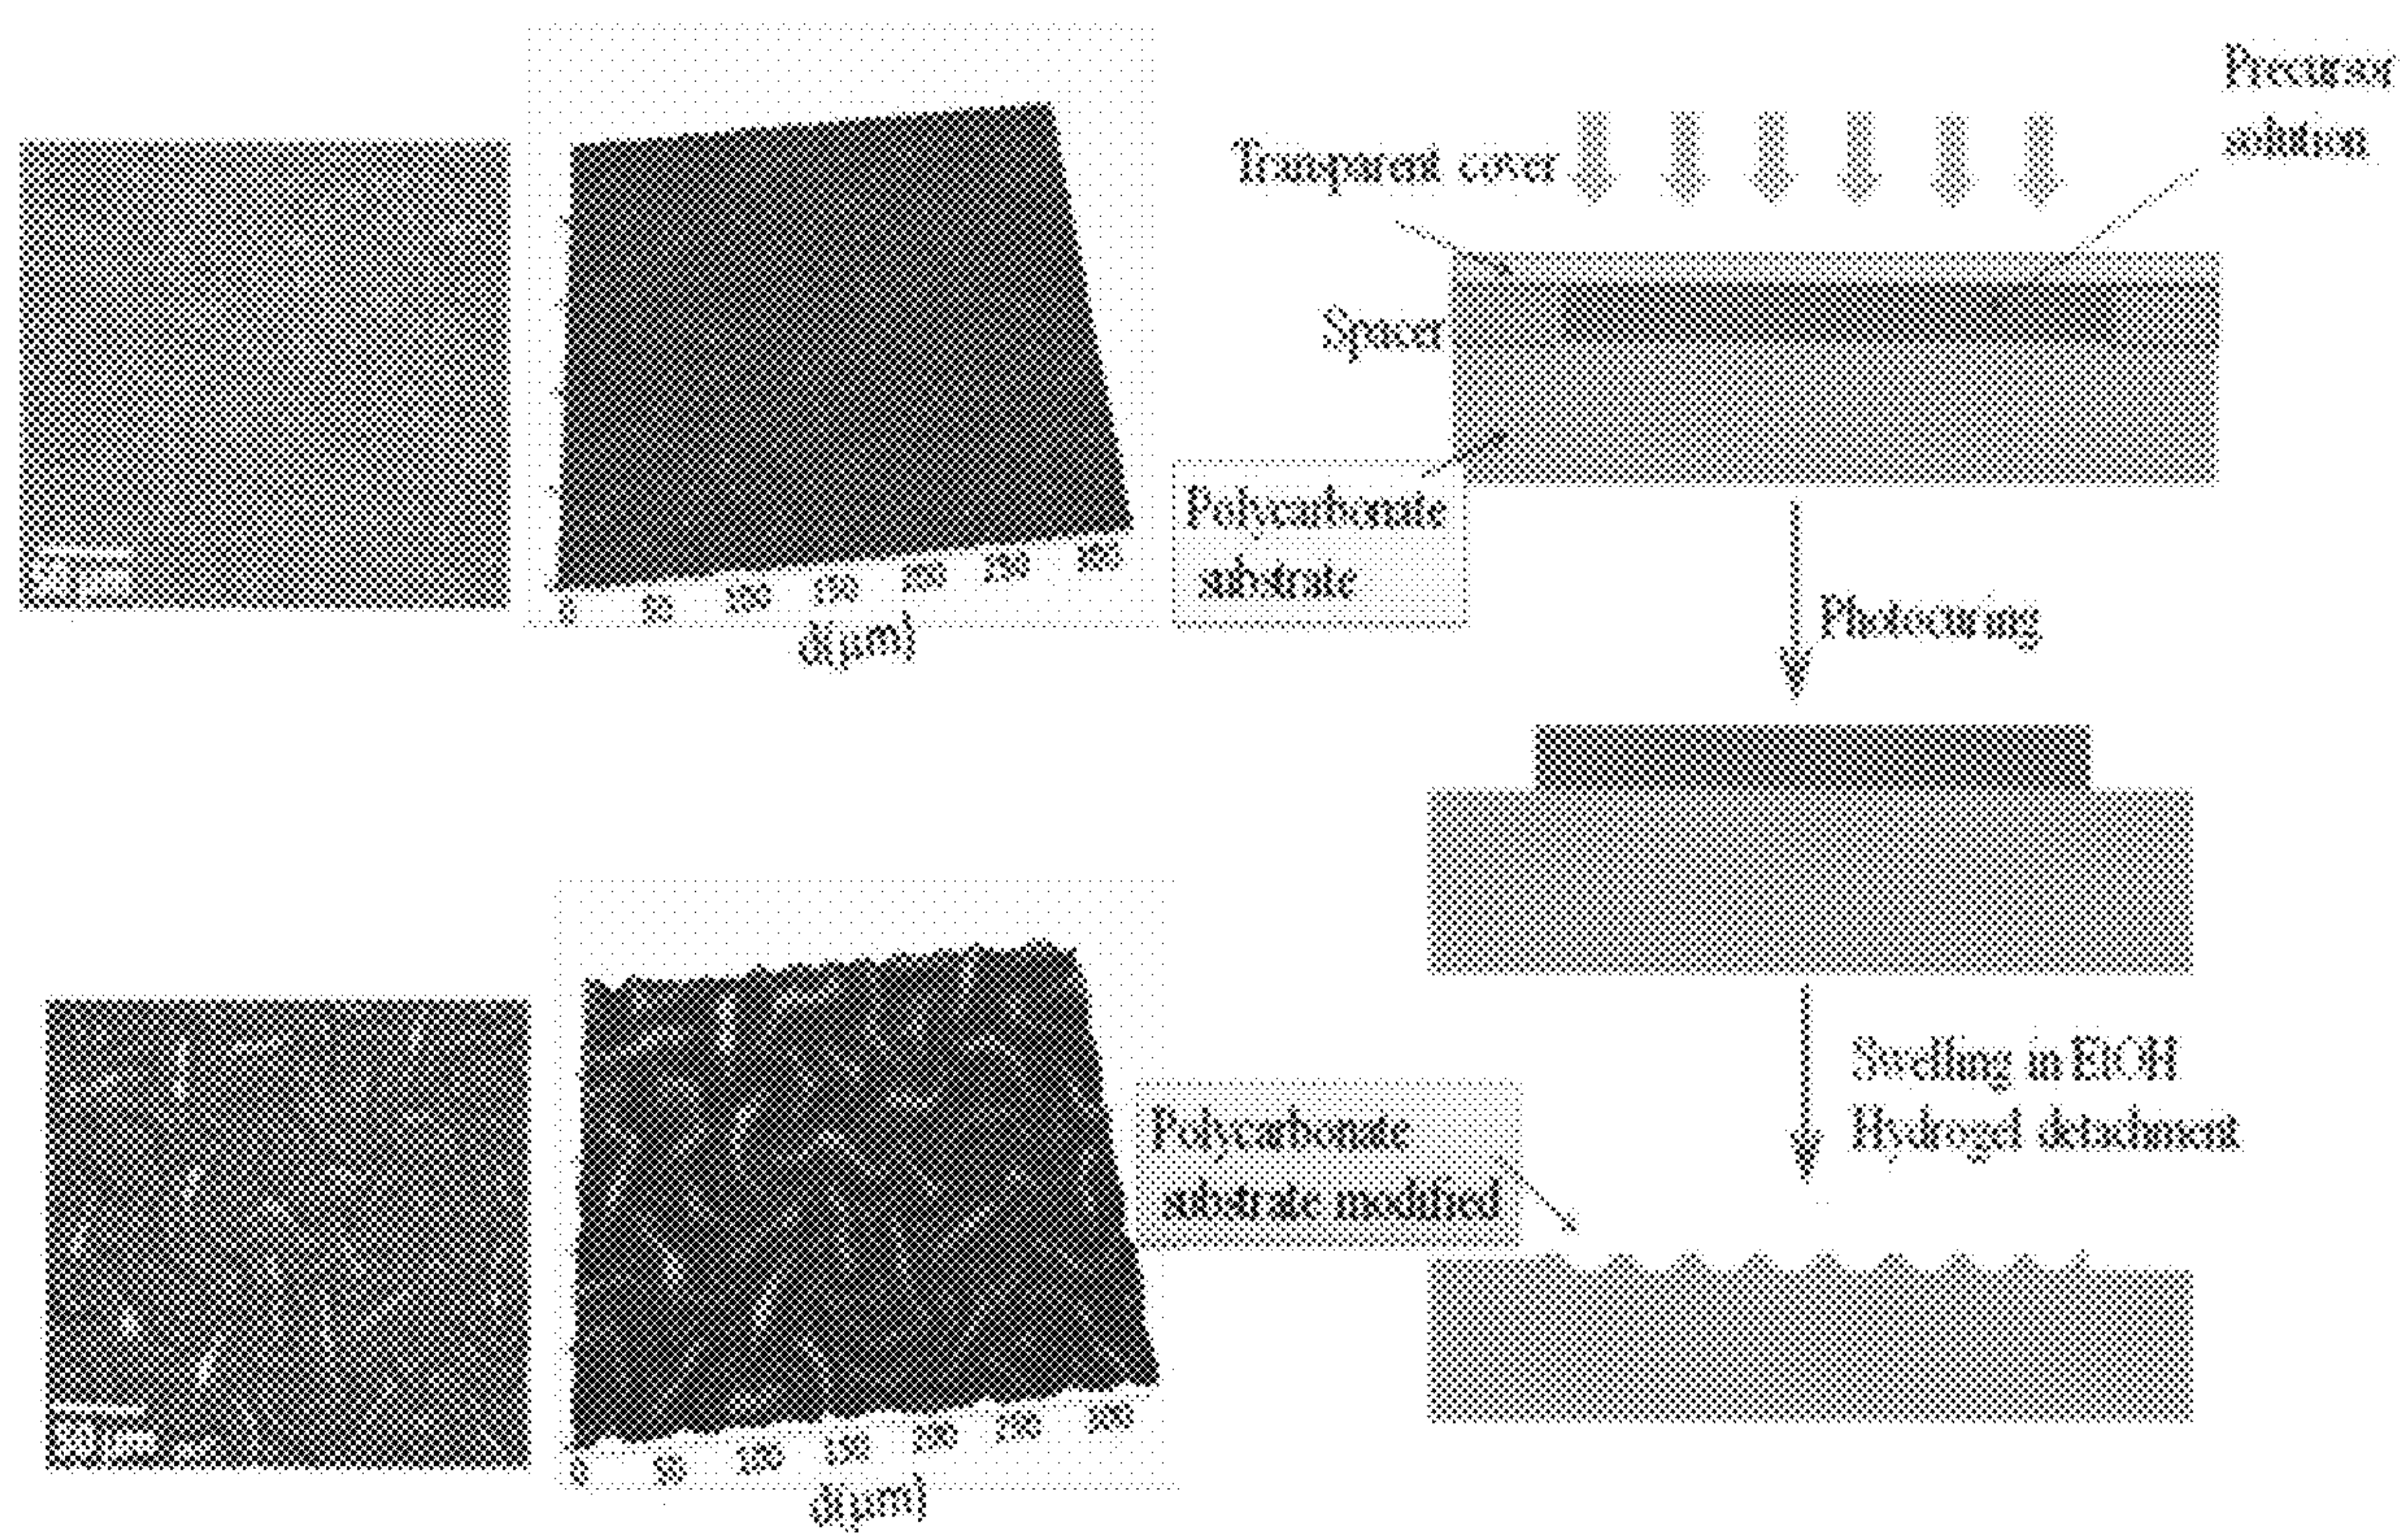 Precursor
solution
Transparent cover
Spacer
Polycarbonate
substrate
0 50 100 150 200 250 300
d[μm]
Photocuring
Swelling in EtOH
Hydrogel detachment
Polycarbonate
substrate modified
0 50 100 150 200 250 300
d[μm]